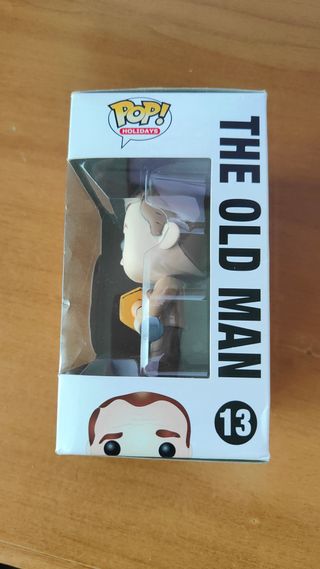 POP!
HOLIDAYS
THE OLD MAN
13